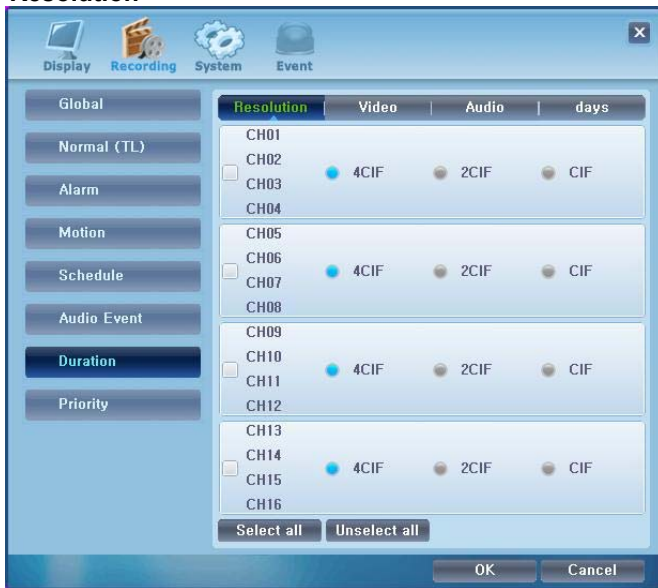 Resolution
Display Recording System Event
Global
Normal (TL)
Alarm
Motion
Schedule
Audio Event
Duration
Priority
Resolution | Video | Audio | days
CH01
CH02
CH03
CH04
4CIF 2CIF CIF
CH05
CH06
CH07
CH08
4CIF 2CIF CIF
CH09
CH10
CH11
CH12
4CIF 2CIF CIF
CH13
CH14
CH15
CH16
4CIF 2CIF CIF
Select all Unselect all
OK Cancel